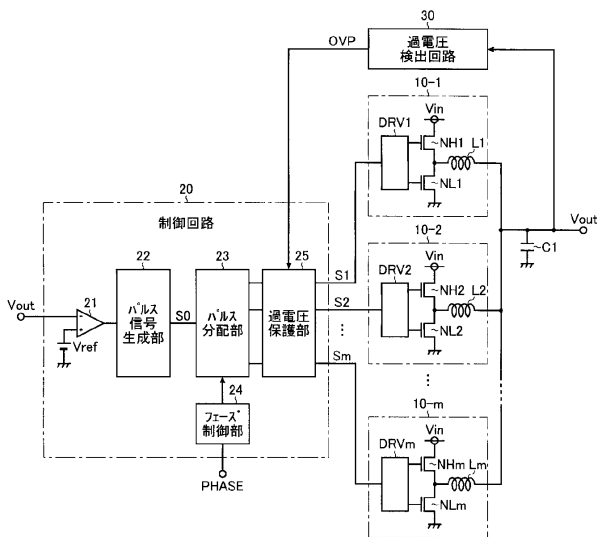 30
OVP
過電圧
検出回路
10-1
Vin
DRV1
NH1
L1
NL1
20
制御回路
Vout
C1
10-2
22
23
25
S1
Vin
DRV2
Vout
21
パルス
信号
生成部
S0
パルス
分配部
過電圧
保護部
S2
NH2
L2
NL2
Vref
⋮
Sm
⋮
24
フェーズ
制御部
10-m
Vin
DRVm
NHm
Lm
NLm
PHASE